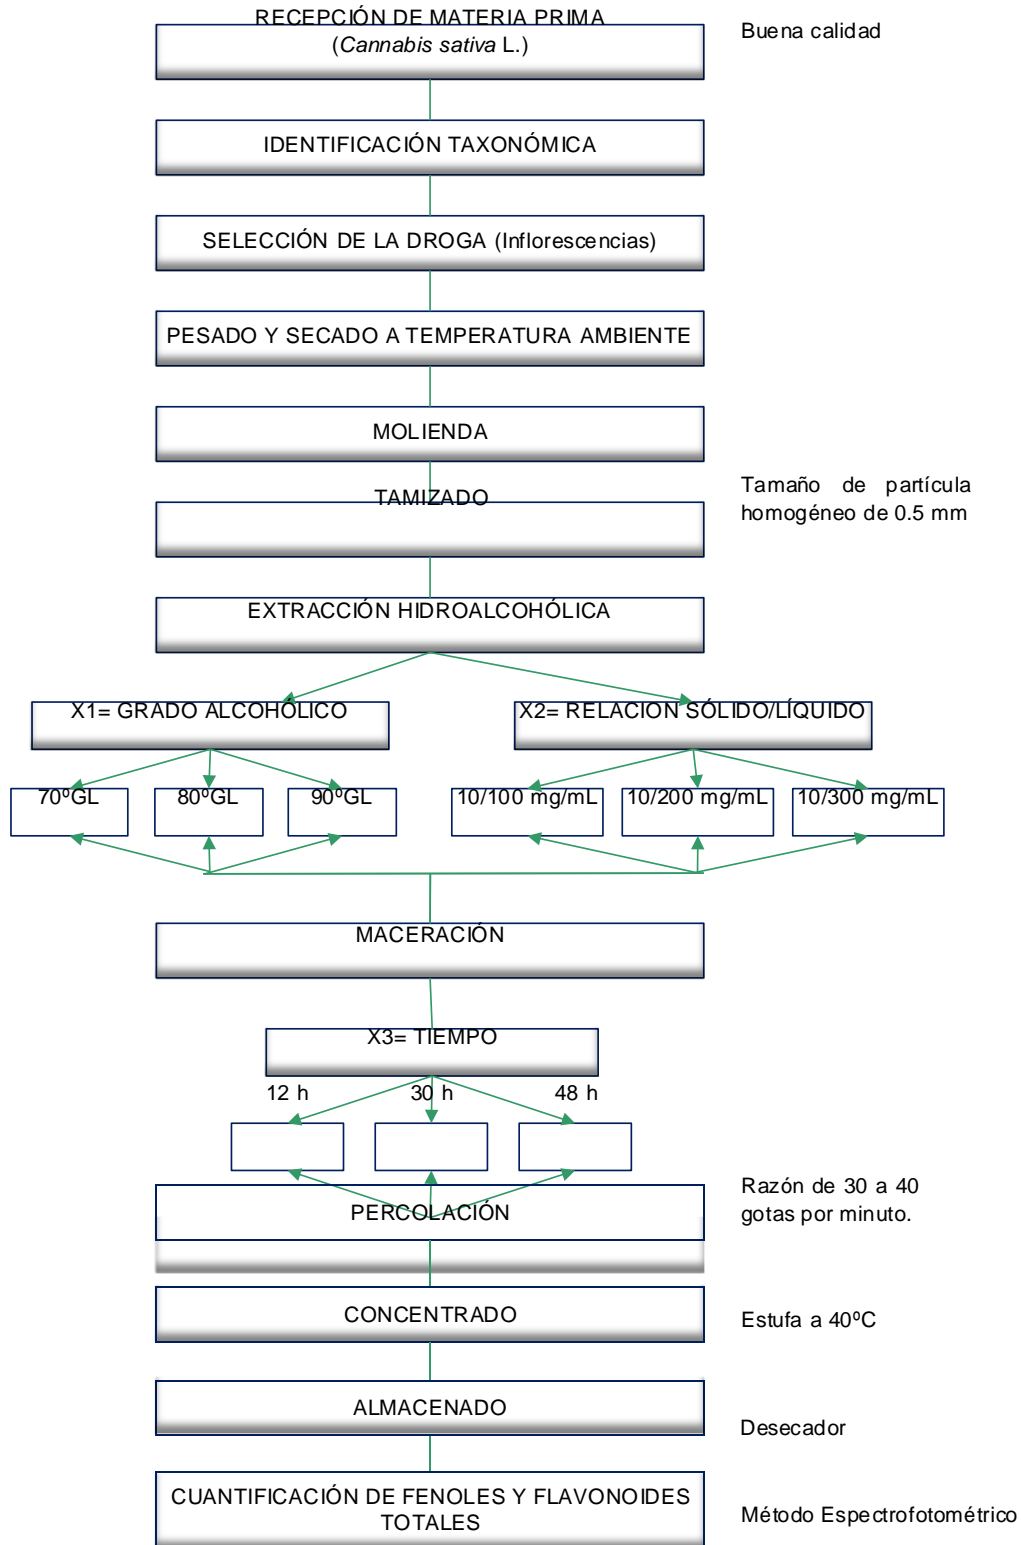 RECEPCIÓN DE MATERIA PRIMA
(Cannabis sativa L.)
Buena calidad
IDENTIFICACIÓN TAXONÓMICA
SELECCIÓN DE LA DROGA (Inflorescencias)
PESADO Y SECADO A TEMPERATURA AMBIENTE
MOLIENDA
TAMIZADO
Tamaño de partícula
homogéneo de 0.5 mm
EXTRACCIÓN HIDROALCOHÓLICA
X1= GRADO ALCOHÓLICO
X2= RELACION SÓLIDO/LÍQUIDO
70ºGL
80ºGL
90ºGL
10/100 mg/mL
10/200 mg/mL
10/300 mg/mL
MACERACIÓN
X3= TIEMPO
12 h
30 h
48 h
PERCOLACIÓN
Razón de 30 a 40
gotas por minuto.
CONCENTRADO
Estufa a 40ºC
ALMACENADO
Desecador
CUANTIFICACIÓN DE FENOLES Y FLAVONOIDES
TOTALES
Método Espectrofotométrico